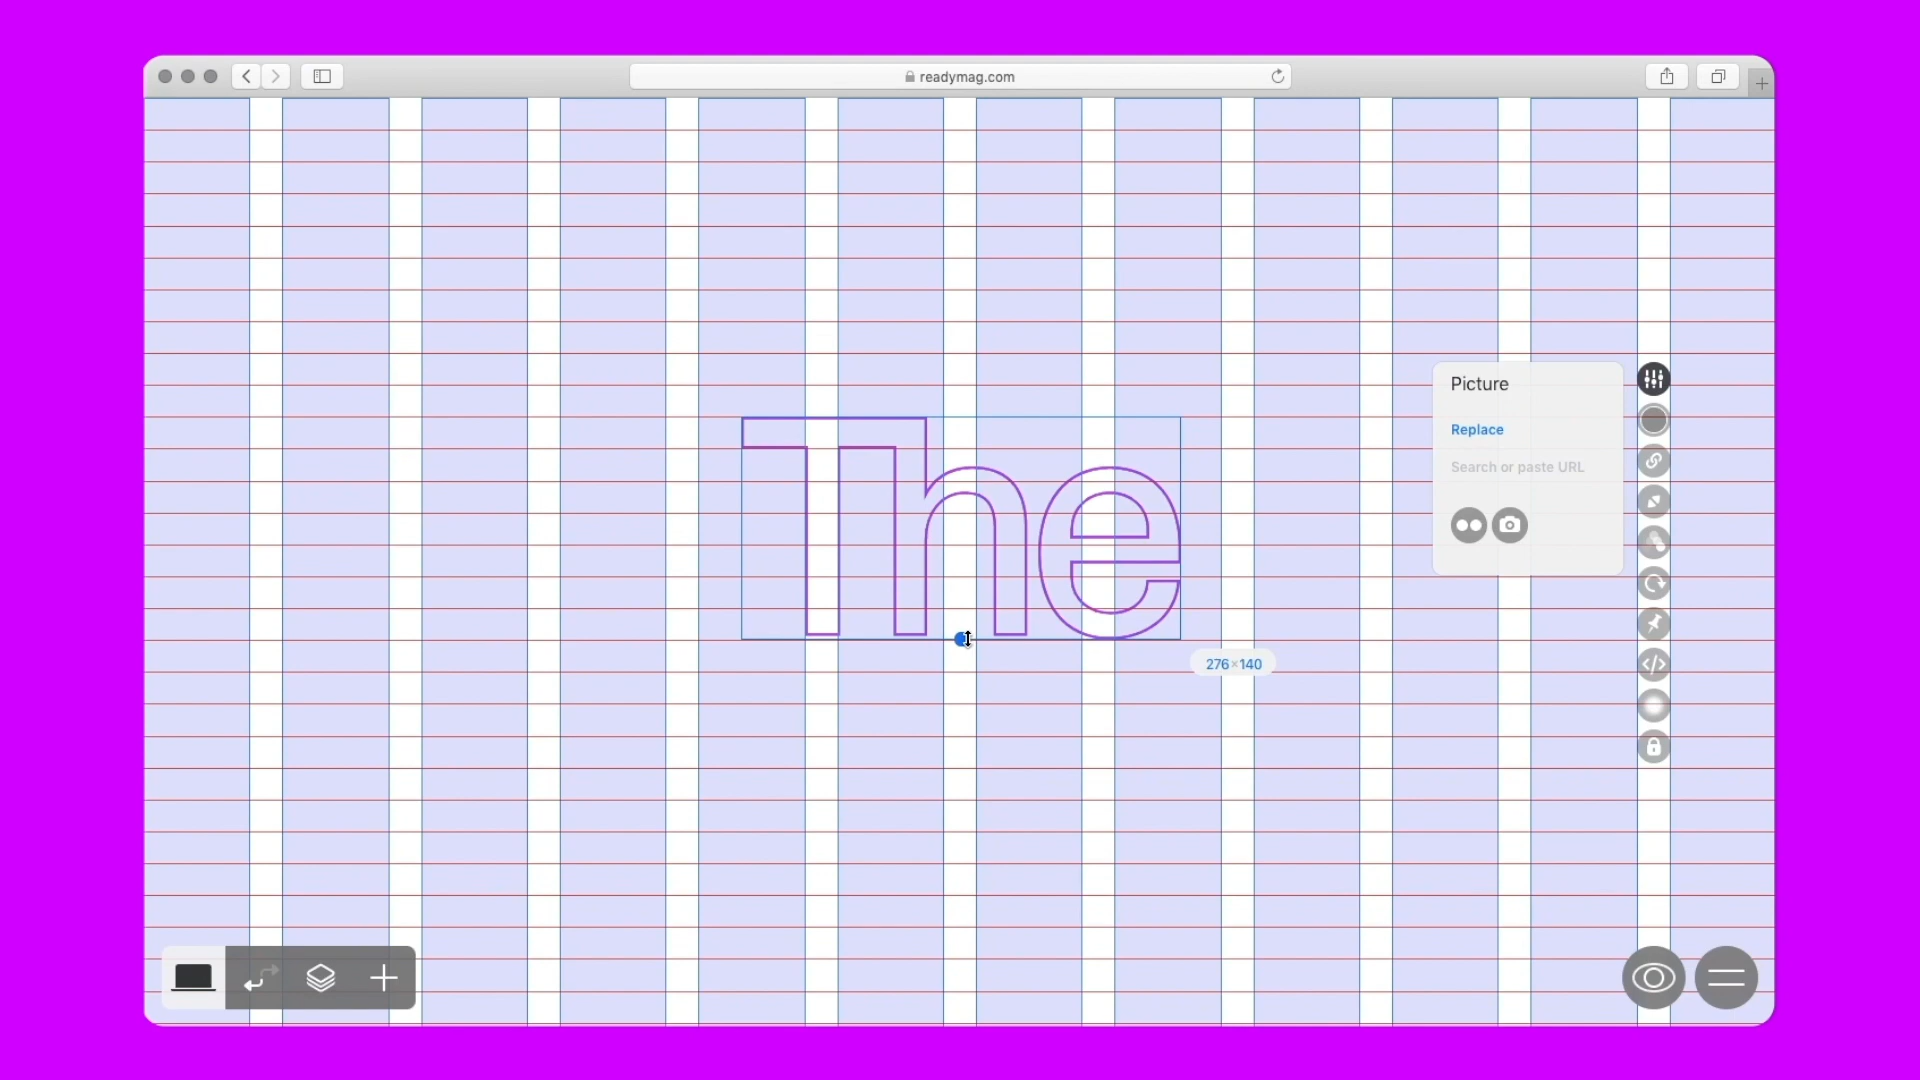 readymag.com
Picture
Replace
Search or paste URL
The
276×140